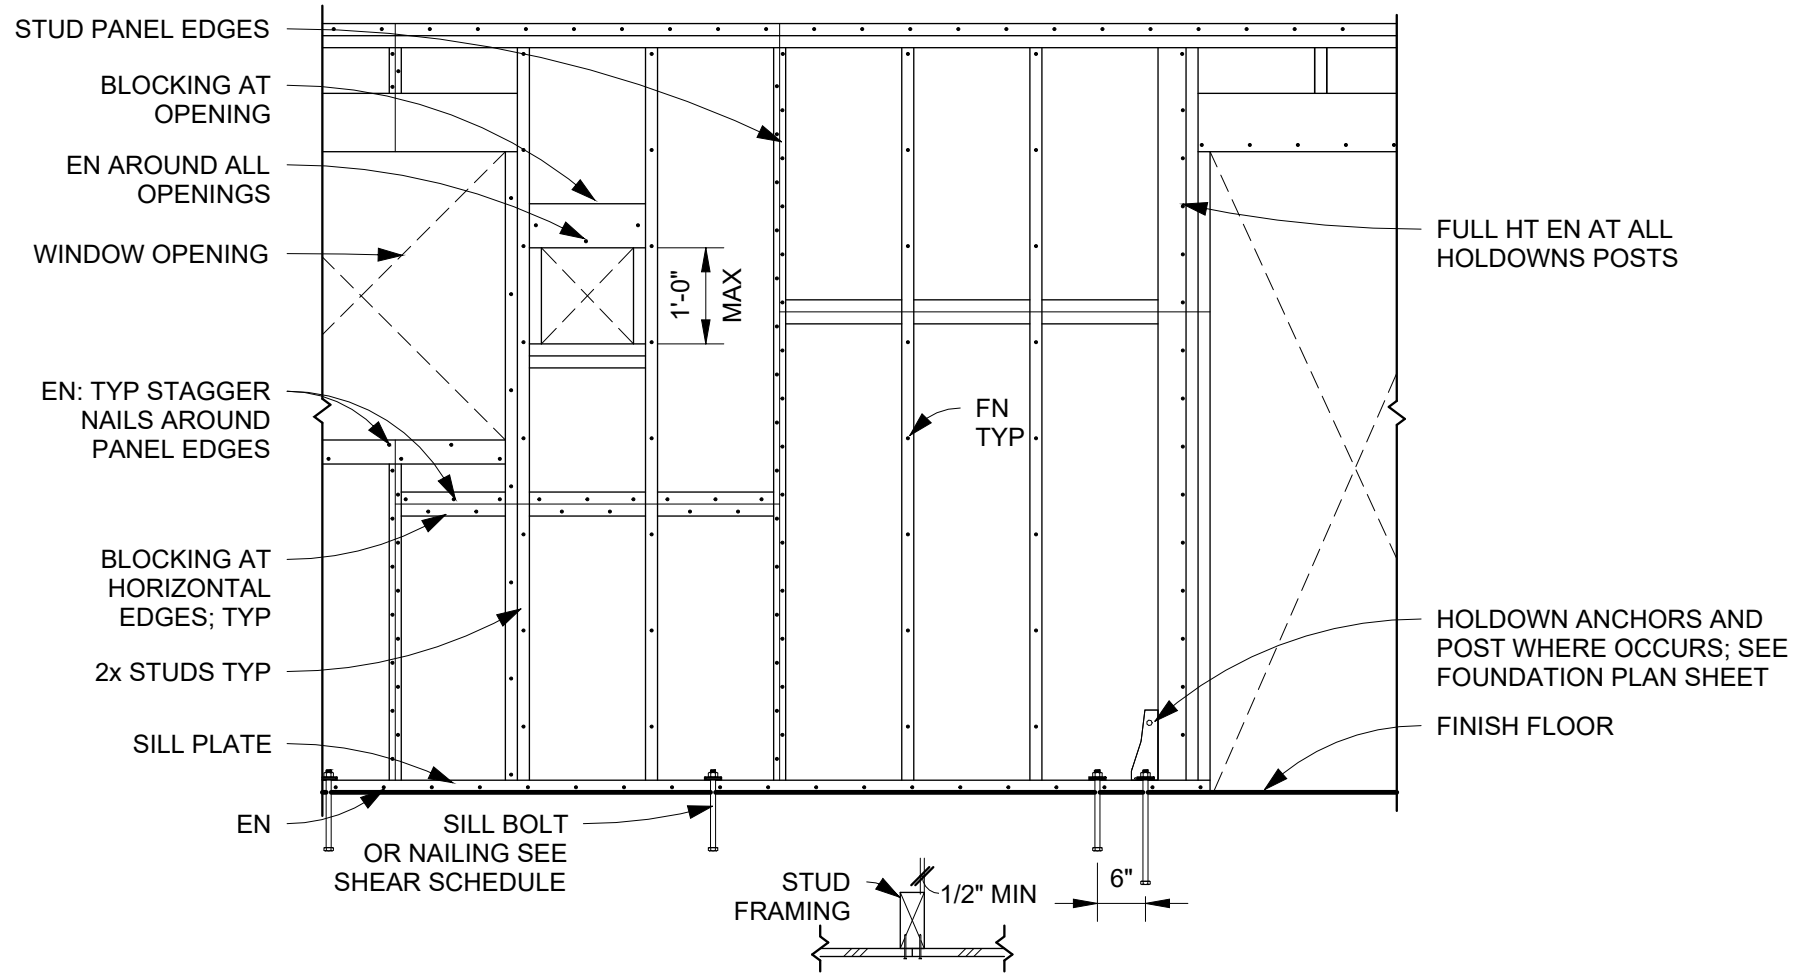 STUD PANEL EDGES
BLOCKING AT
OPENING
EN AROUND ALL
OPENINGS
WINDOW OPENING
EN: TYP STAGGER
NAILS AROUND
PANEL EDGES
BLOCKING AT
HORIZONTAL
EDGES; TYP
2x STUDS TYP
SILL PLATE
EN
SILL BOLT
OR NAILING SEE
SHEAR SCHEDULE
1'-0"
MAX
FN
TYP
FULL HT EN AT ALL
HOLDOWNS POSTS
HOLDOWN ANCHORS AND
POST WHERE OCCURS; SEE
FOUNDATION PLAN SHEET
FINISH FLOOR
STUD
FRAMING
1/2" MIN
6"